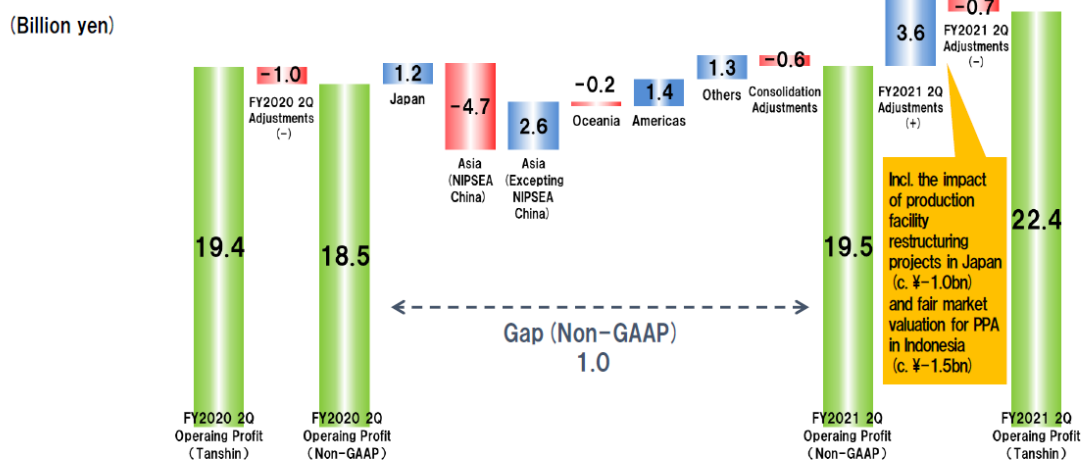 (Billion yen)
19.4
FY2020 2Q
Operaing Profit
(Tanshin)
-1.0
FY2020 2Q
Adjustments
(-)
18.5
FY2020 2Q
Operaing Profit
(Non-GAAP)
1.2
Japan
-4.7
Asia
(NIPSEA
China)
2.6
Asia
(Excepting
NIPSEA
China)
-0.2
Oceania
1.4
Americas
1.3
Others
-0.6
Consolidation
Adjustments
Gap (Non-GAAP)
1.0
19.5
FY2021 2Q
Operaing Profit
(Non-GAAP)
3.6
FY2021 2Q
Adjustments
(+)
-0.7
FY2021 2Q
Adjustments
(-)
Incl. the impact
of production
facility
restructuring
projects in Japan
(c. ¥-1.0bn)
and fair market
valuation for PPA
in Indonesia
(c. ¥-1.5bn)
22.4
FY2021 2Q
Operaing Profit
(Tanshin)